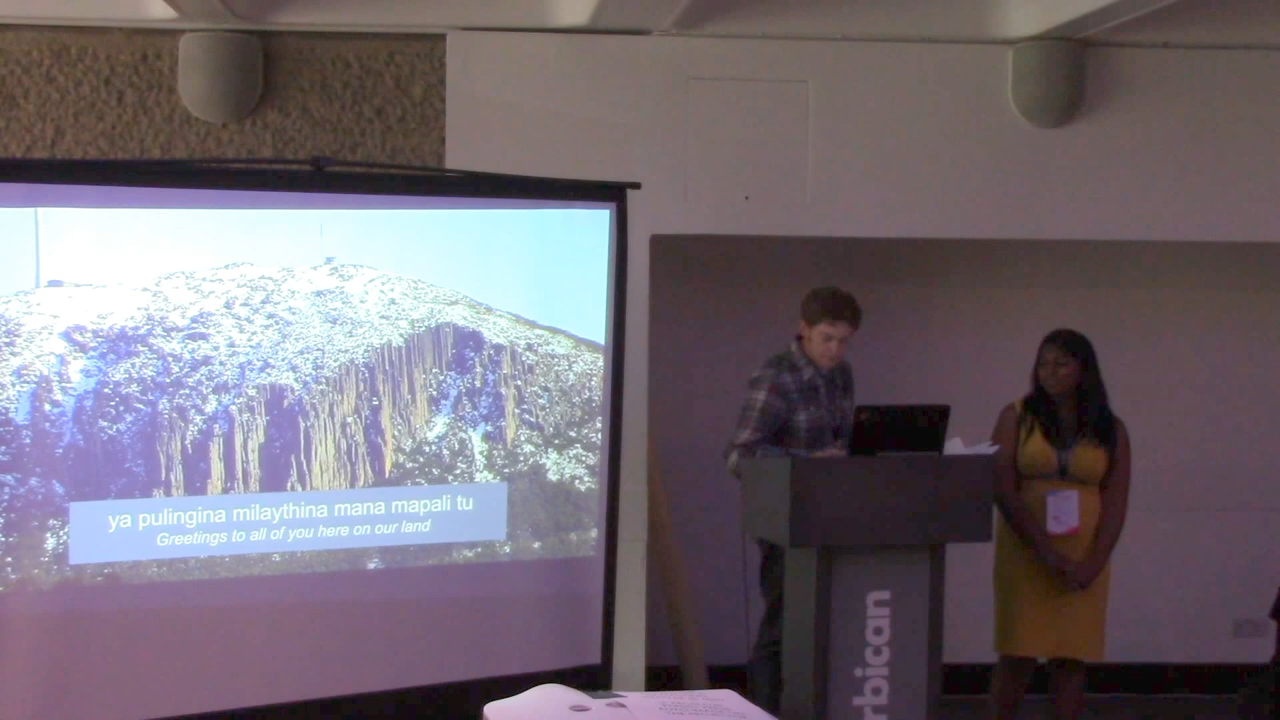 ya pulingina milaythina mana mapali tu
Greetings to all of you here on our land
rbican